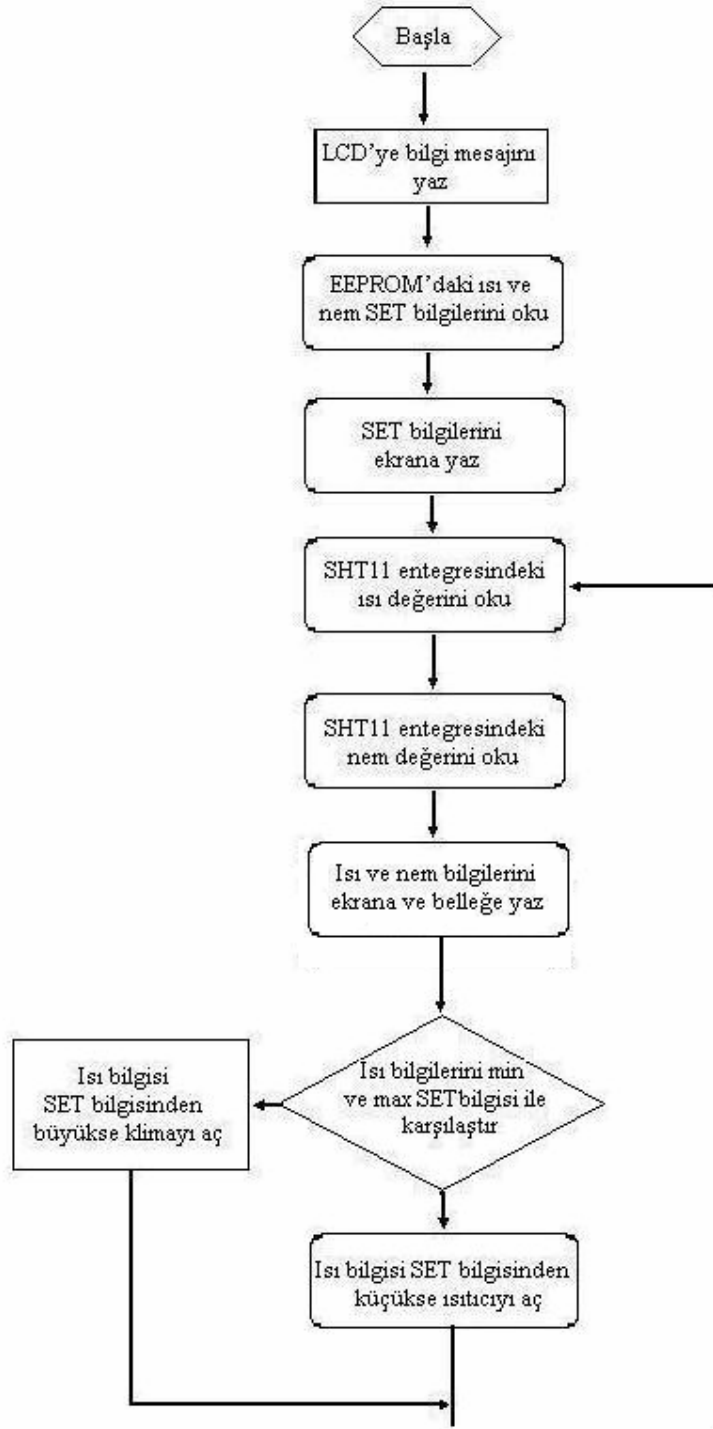 Başla
LCD’ye bilgi mesajını
yaz
EEPROM’daki ısı ve
nem SET bilgilerini oku
SET bilgilerini
ekrana yaz
SHT11 entegresindeki
ısı değerini oku
SHT11 entegresindeki
nem değerini oku
Isı ve nem bilgilerini
ekrana ve belleğe yaz
Isı bilgilerini min
ve max SETbilgisi ile
karşılaştır
Isı bilgisi
SET bilgisinden
büyükse klimayı aç
Isı bilgisi SET bilgisinden
küçükse ısıtıcıyı aç